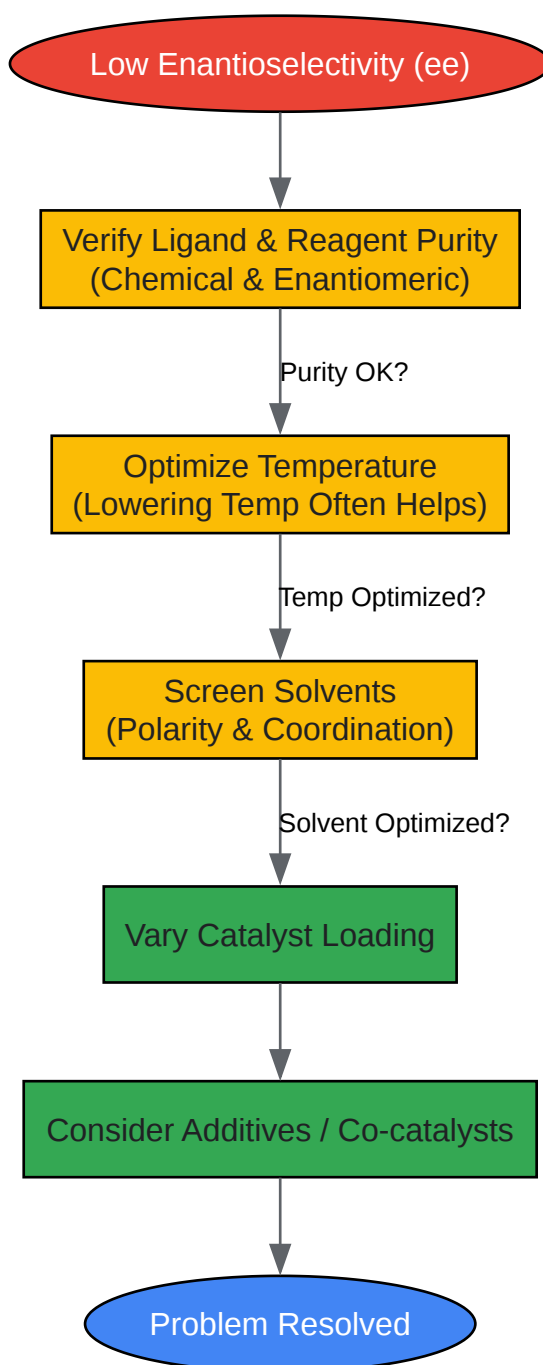 Low Enantioselectivity (ee)
Verify Ligand & Reagent Purity
(Chemical & Enantiomeric)
Purity OK?
Optimize Temperature
(Lowering Temp Often Helps)
Temp Optimized?
Screen Solvents
(Polarity & Coordination)
Solvent Optimized?
Vary Catalyst Loading
Consider Additives / Co-catalysts
Problem Resolved